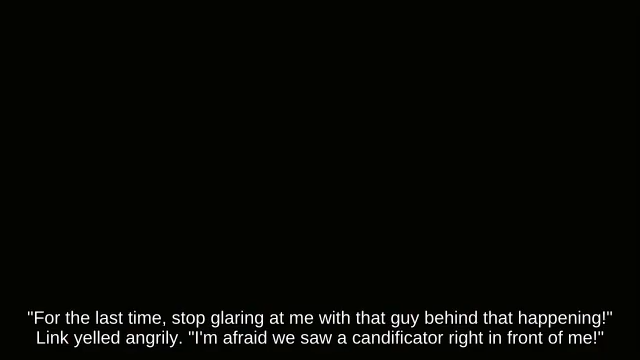 "For the last time, stop glaring at me with that guy behind that happening!"
Link yelled angrily. "I'm afraid we saw a candificator right in front of me!"